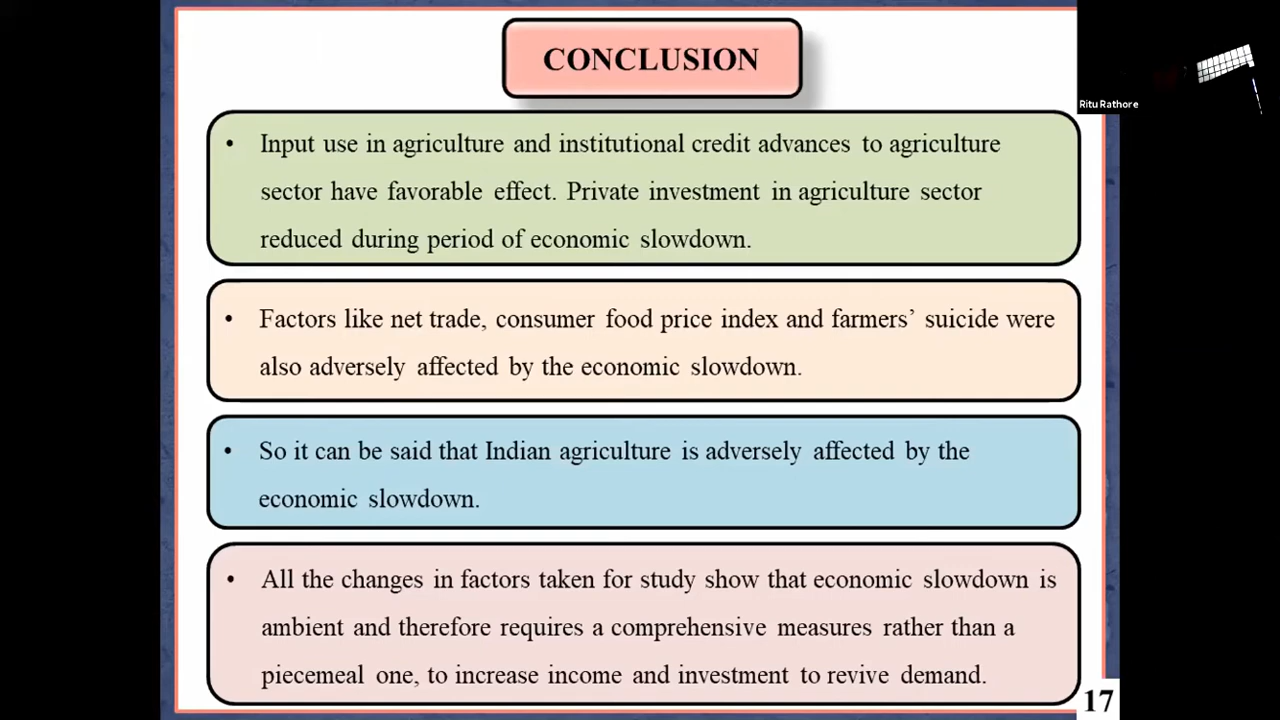 CONCLUSION
Ritu Rathore
• Input use in agriculture and institutional credit advances to agriculture
sector have favorable effect. Private investment in agriculture sector
reduced during period of economic slowdown.
• Factors like net trade, consumer food price index and farmers’ suicide were
also adversely affected by the economic slowdown.
• So it can be said that Indian agriculture is adversely affected by the
economic slowdown.
• All the changes in factors taken for study show that economic slowdown is
ambient and therefore requires a comprehensive measures rather than a
piecemeal one, to increase income and investment to revive demand.
17